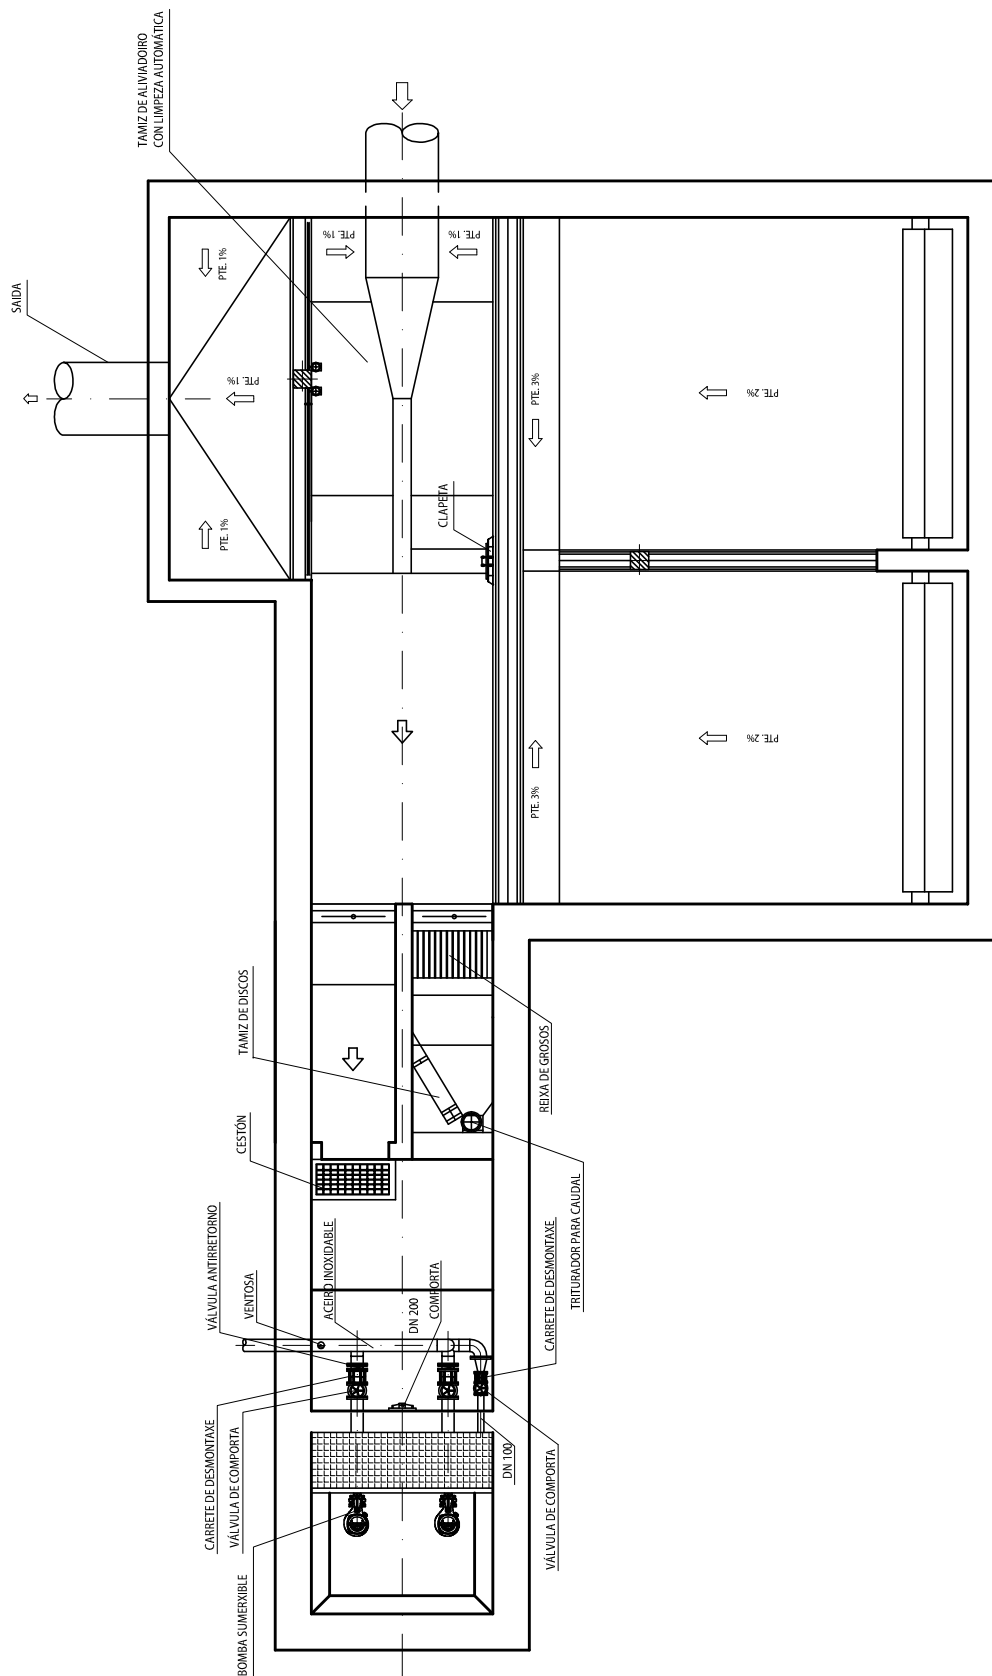 TAMIZ DE ALIVIADOIRO
CON LIMPEZA AUTOMÁTICA
SAIDA
PTE. 1%
PTE. 1%
PTE. 1%
PTE. 1%
PTE. 1%
PTE. 3%
PTE. 2%
CLAPETA
PTE. 3%
PTE. 2%
TAMIZ DE DISCOS
REIXA DE GROSOS
CESTÓN
TRITURADOR PARA CAUDAL
VÁLVULA ANTIRRETORNO
VENTOSA
ACEIRO INOXIDABLE
DN 200
COMPORTA
CARRETE DE DESMONTAXE
CARRETE DE DESMONTAXE
VÁLVULA DE COMPORTA
DN 100
VÁLVULA DE COMPORTA
BOMBA SUMERXIBLE